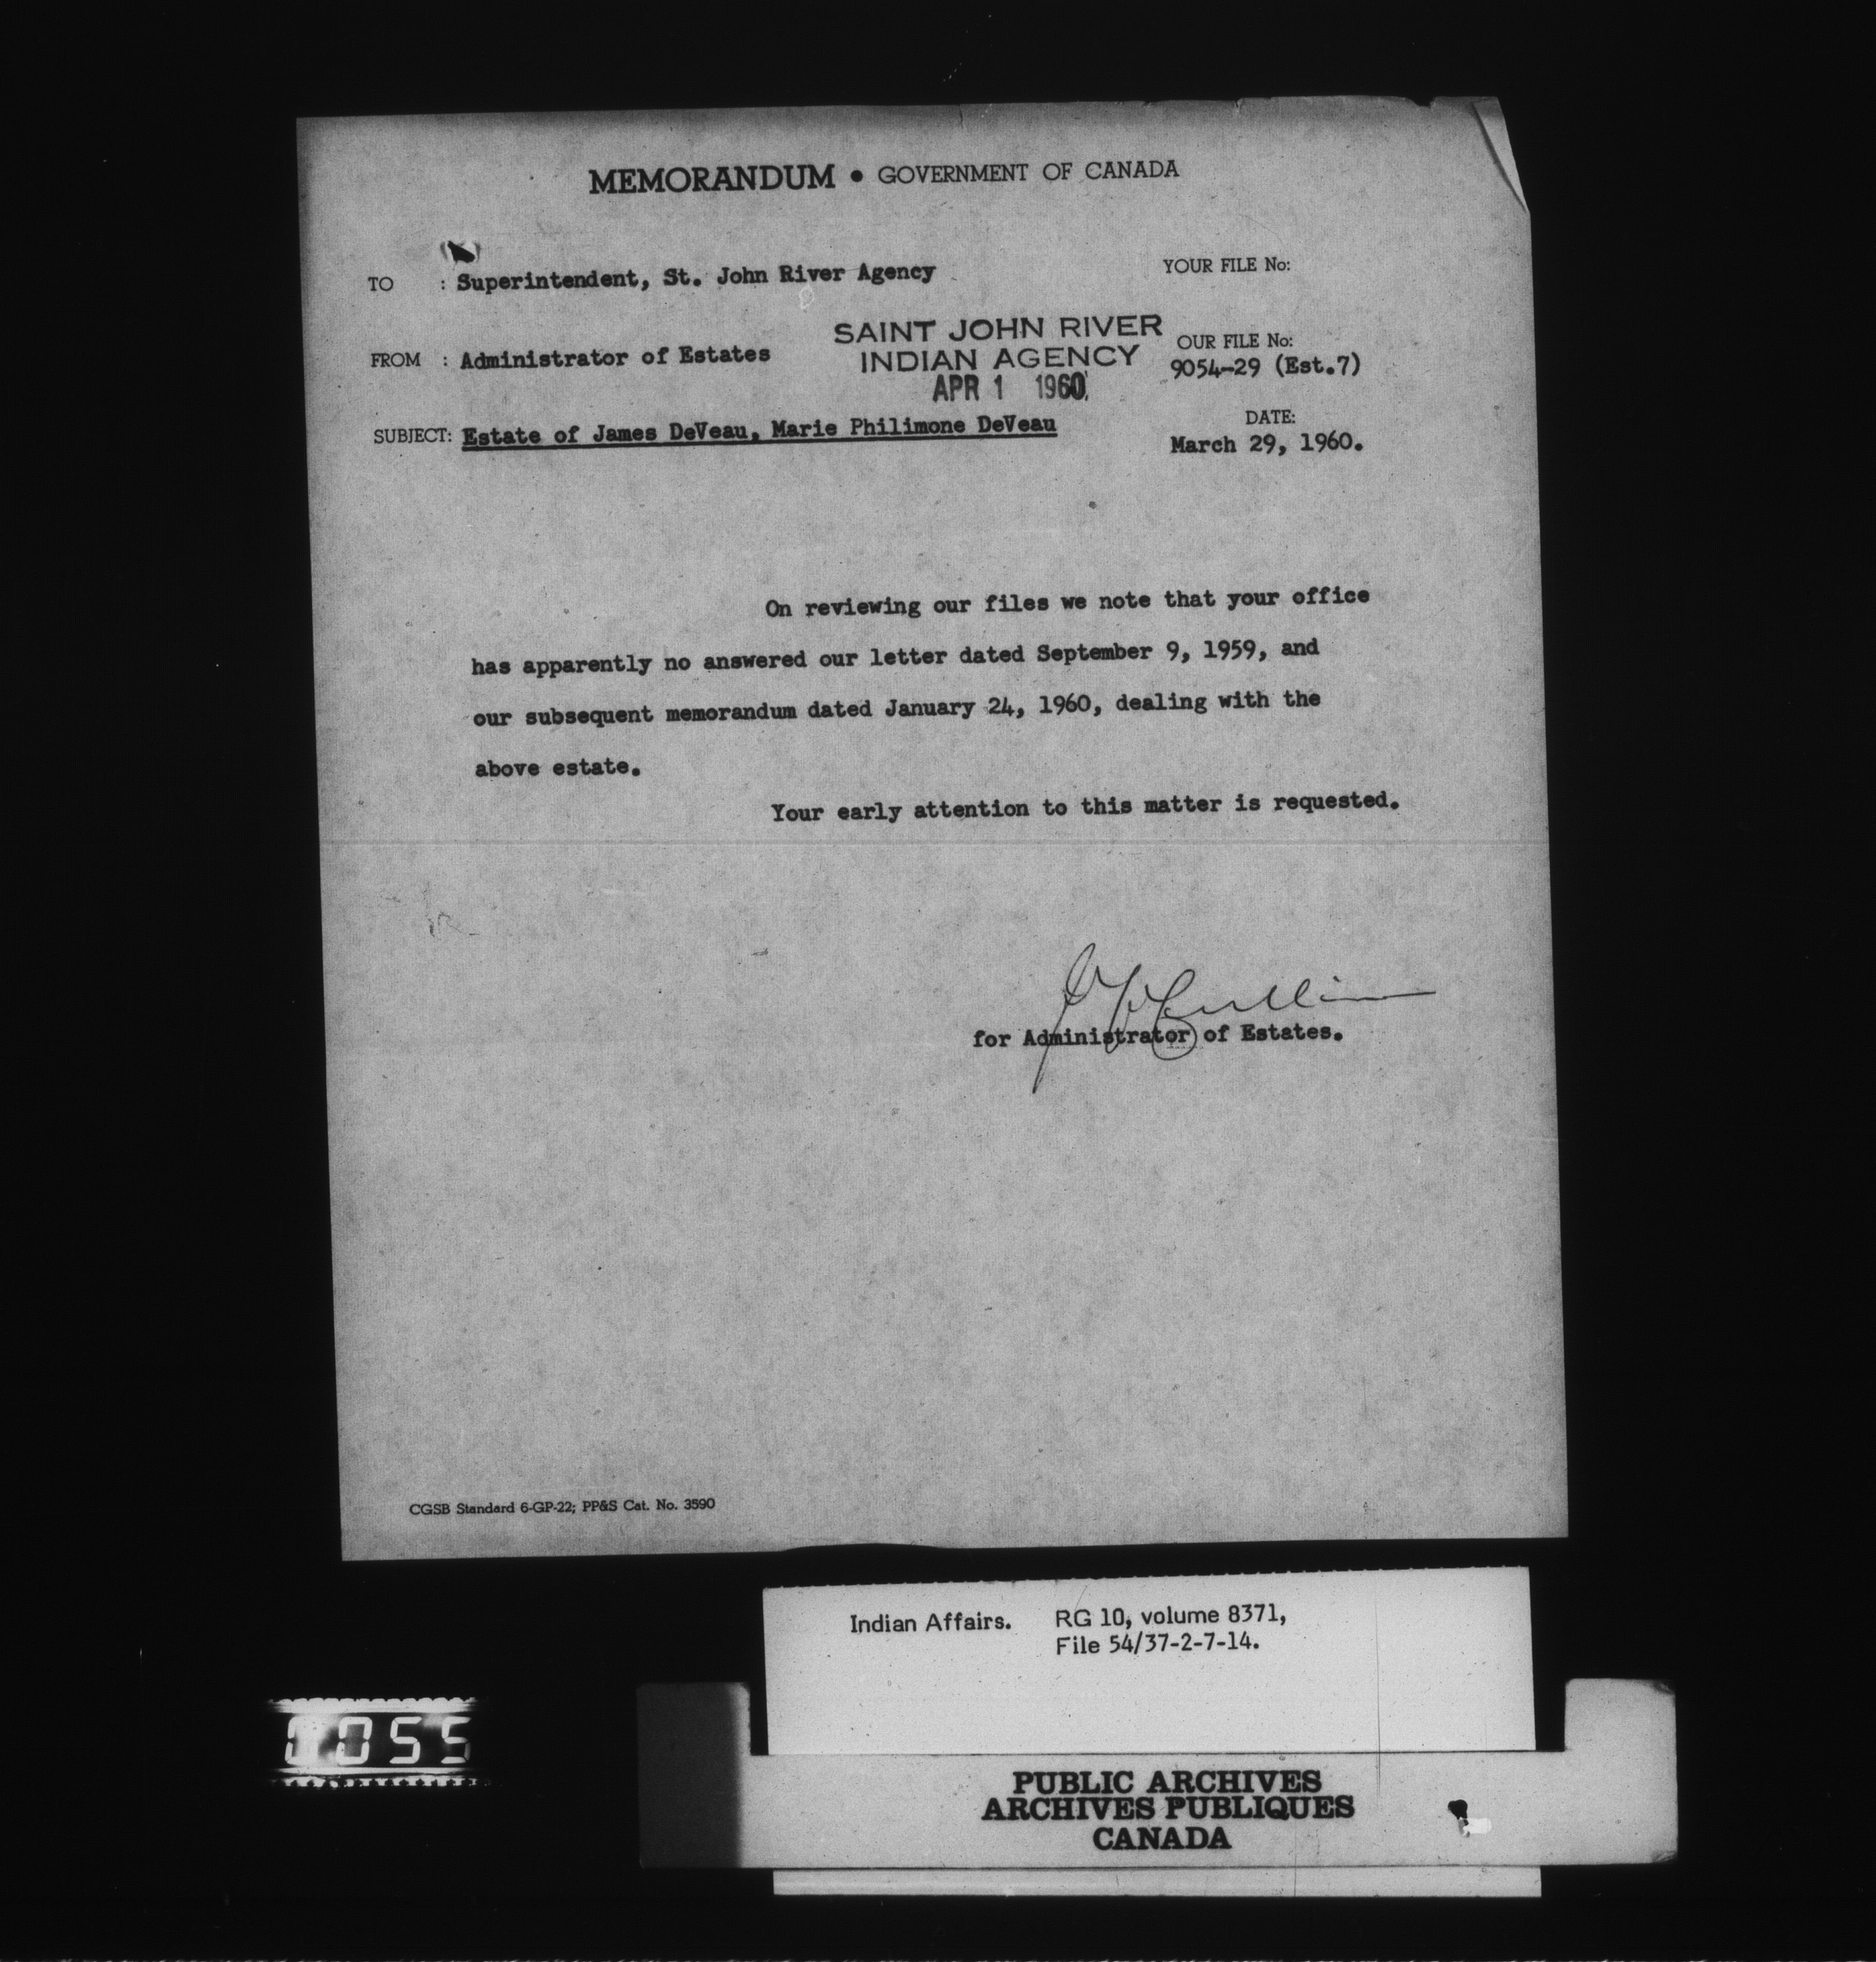 MEMORANDUM • GOVERNMENT OF CANADA
TO : Superintendent, St. John River Agency
YOUR FILE No:
SAINT JOHN RIVER
INDIAN AGENCY
APR 1 1960
FROM : Administrator of Estates
OUR FILE No:
9054-29 (Est.7)
SUBJECT: Estate of James DeVeau, Marie Philimone DeVeau
DATE:
March 29, 1960.
On reviewing our files we note that your office
has apparently no answered our letter dated September 9, 1959, and
our subsequent memorandum dated January 24, 1960, dealing with the
above estate.
Your early attention to this matter is requested.
for Administrator of Estates.
CGSB Standard 6-GP-22; PP&S Cat. No. 3590
Indian Affairs. RG 10, volume 8371,
File 54/37-2-7-14.
0055
PUBLIC ARCHIVES
ARCHIVES PUBLIQUES
CANADA